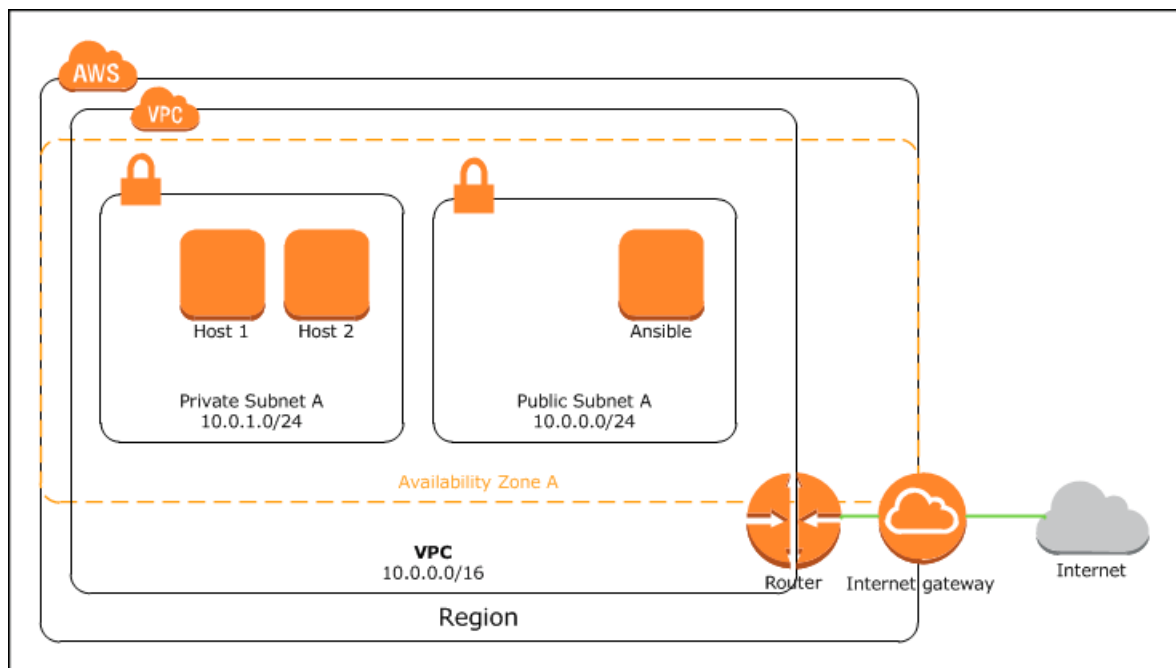 AWS
VPC
Host 1
Host 2
Ansible
Private Subnet A
10.0.1.0/24
Public Subnet A
10.0.0.0/24
Availability Zone A
VPC
10.0.0.0/16
Router
Internet gateway
Internet
Region